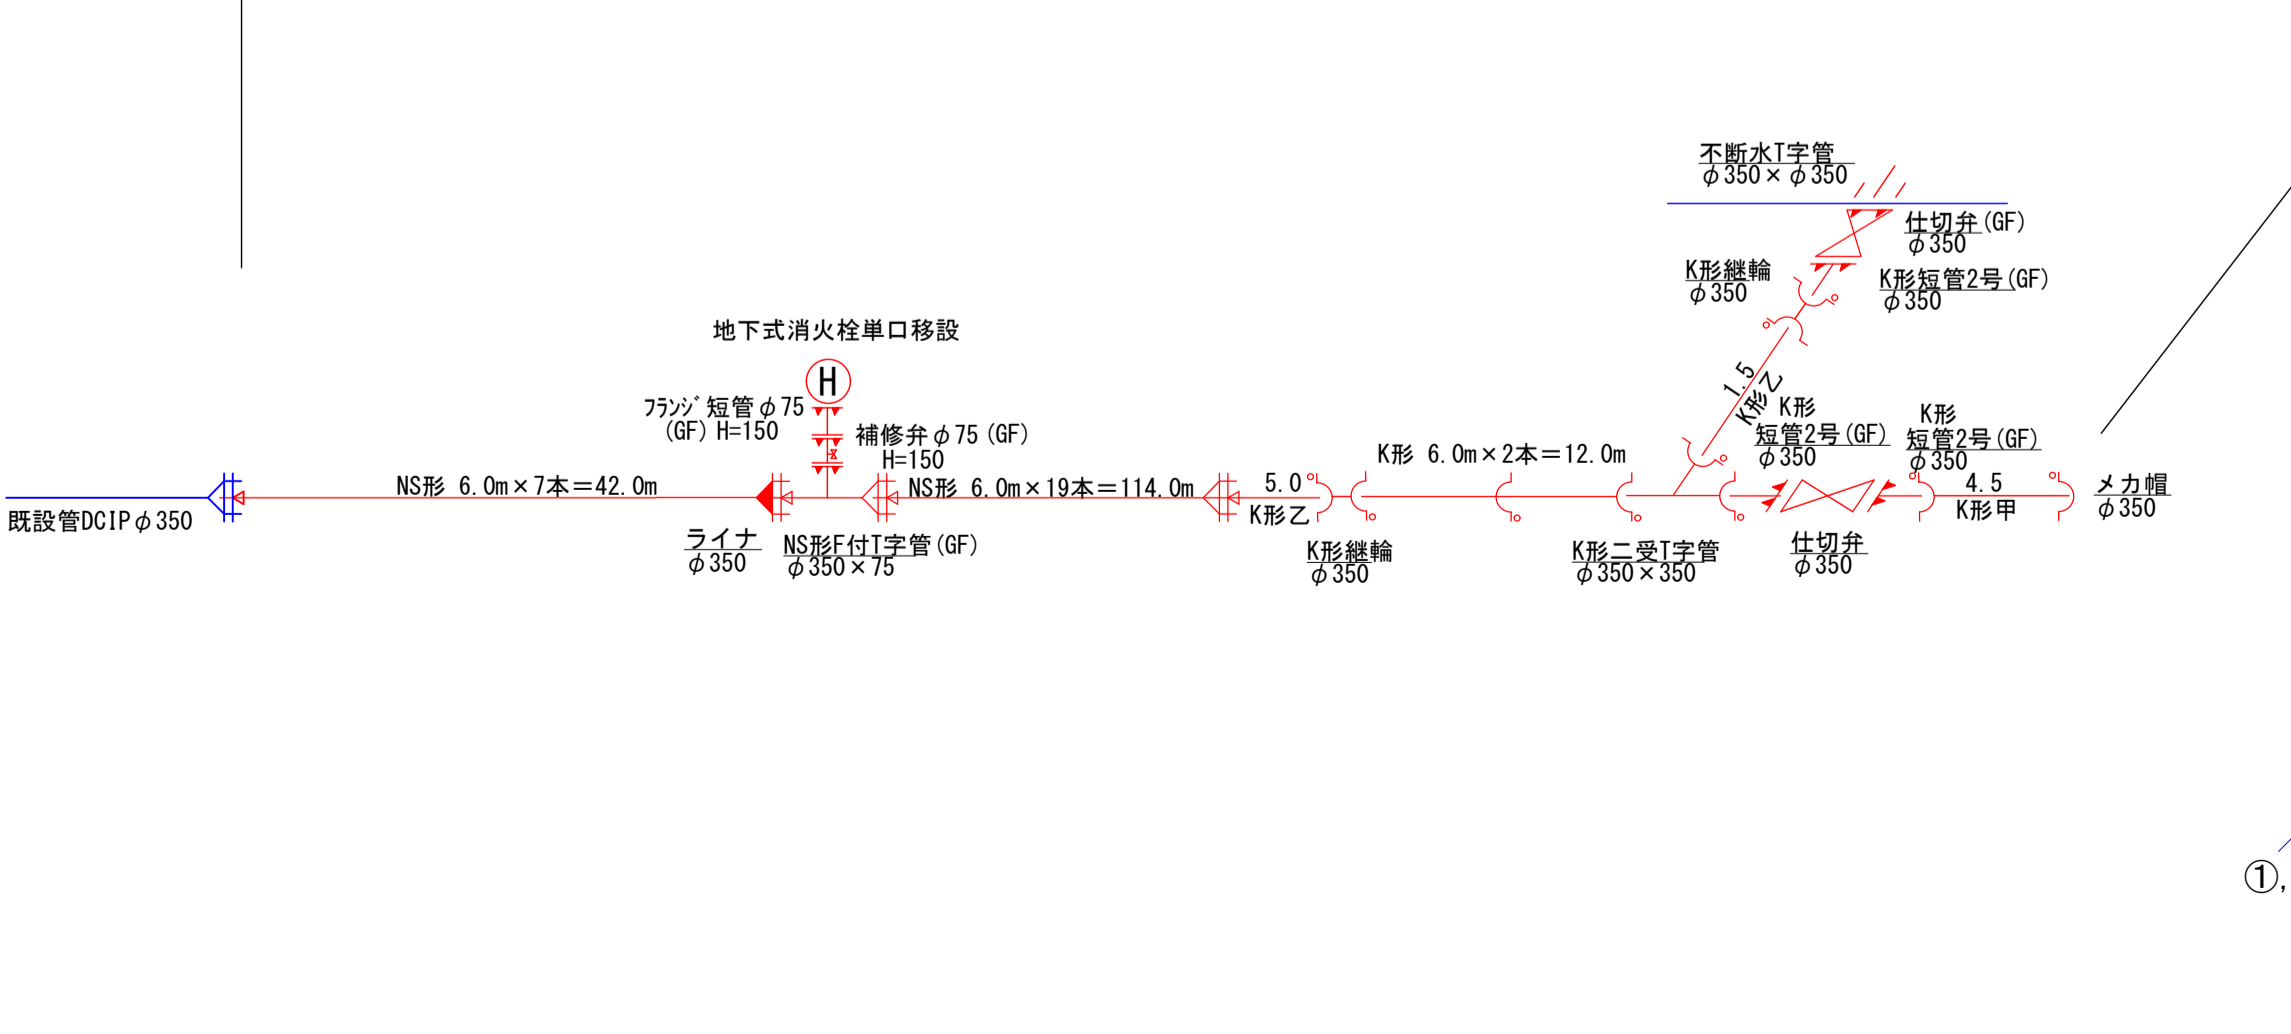 不断水T字管
φ350×φ350
仕切弁(GF)
φ350
K形継輪
φ350
K形短管2号(GF)
φ350
地下式消火栓単口移設
H
フランジ短管φ75
(GF) H=150
補修弁φ75(GF)
H=150
1.5
K形乙
K形
短管2号(GF)
φ350
K形
短管2号(GF)
φ350
K形 6.0m×2本=12.0m
NS形 6.0m×7本=42.0m
NS形 6.0m×19本=114.0m
5.0
K形乙
4.5
K形甲
メカ帽
φ350
既設管DCIPφ350
ライナ
φ350
NS形F付T字管(GF)
φ350×75
K形継輪
φ350
K形二受T字管
φ350×350
仕切弁
φ350
①,